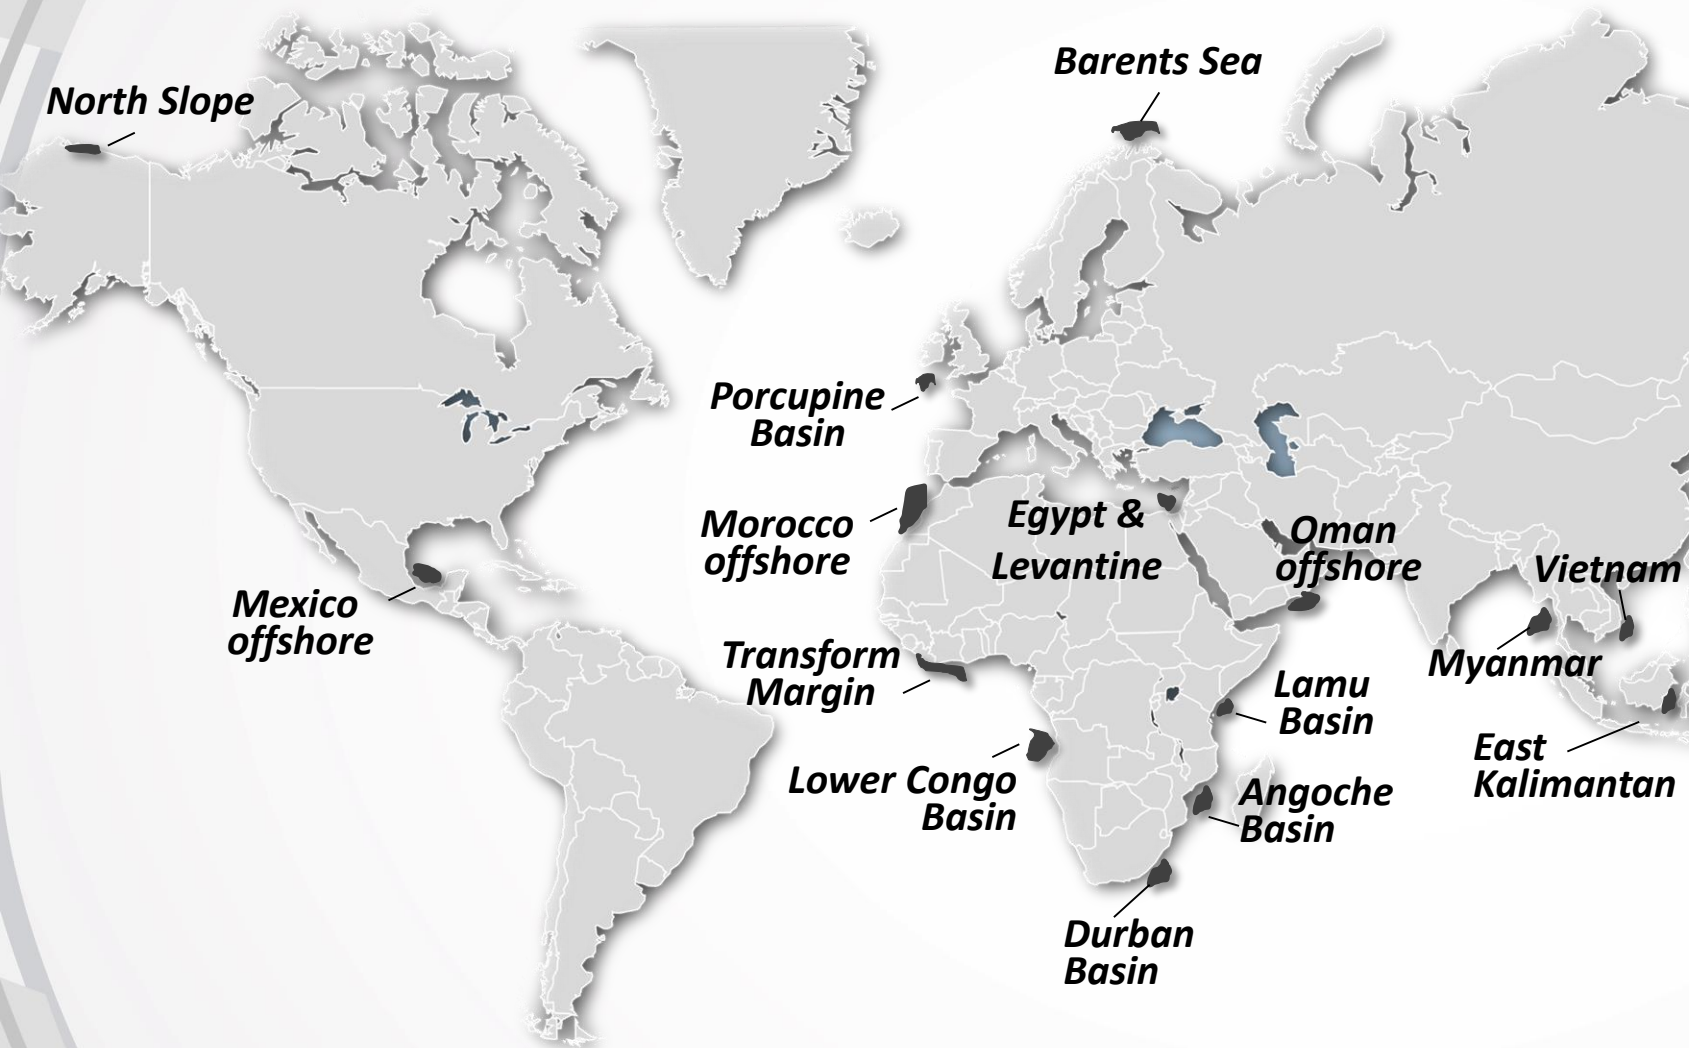 North Slope
Barents Sea
Porcupine
Basin
Morocco
offshore
Egypt &
Levantine
Oman
offshore
Vietnam
Mexico
offshore
Transform
Margin
Myanmar
Lamu
Basin
Lower Congo
Basin
East
Kalimantan
Angoche
Basin
Durban
Basin